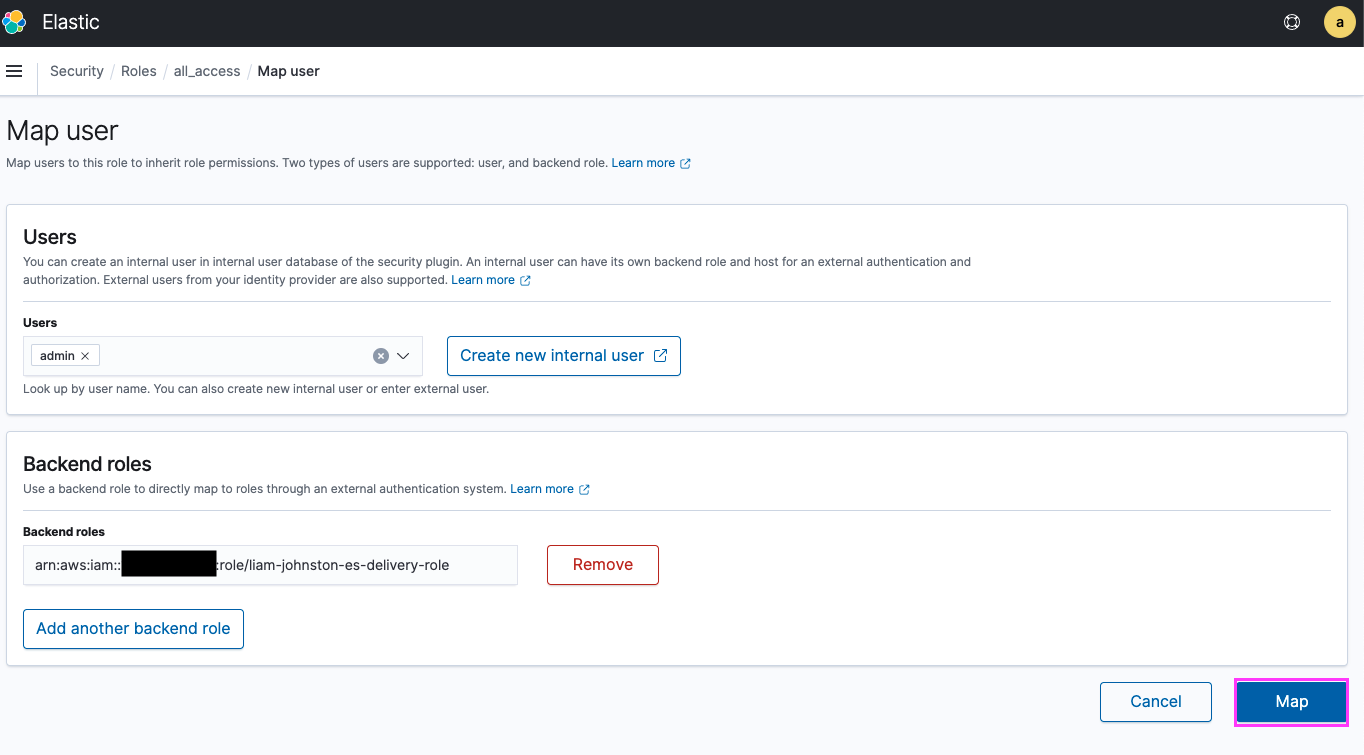 Elastic
a
Security / Roles / all_access / Map user
Map user
Map users to this role to inherit role permissions. Two types of users are supported: user, and backend role. Learn more
Users
You can create an internal user in internal user database of the security plugin. An internal user can have its own backend role and host for an external authentication and
authorization. External users from your identity provider are also supported. Learn more
Users
admin
Create new internal user
Look up by user name. You can also create new internal user or enter external user.
Backend roles
Use a backend role to directly map to roles through an external authentication system. Learn more
Backend roles
arn:aws:iam:: :role/liam-johnston-es-delivery-role
Remove
Add another backend role
Cancel
Map